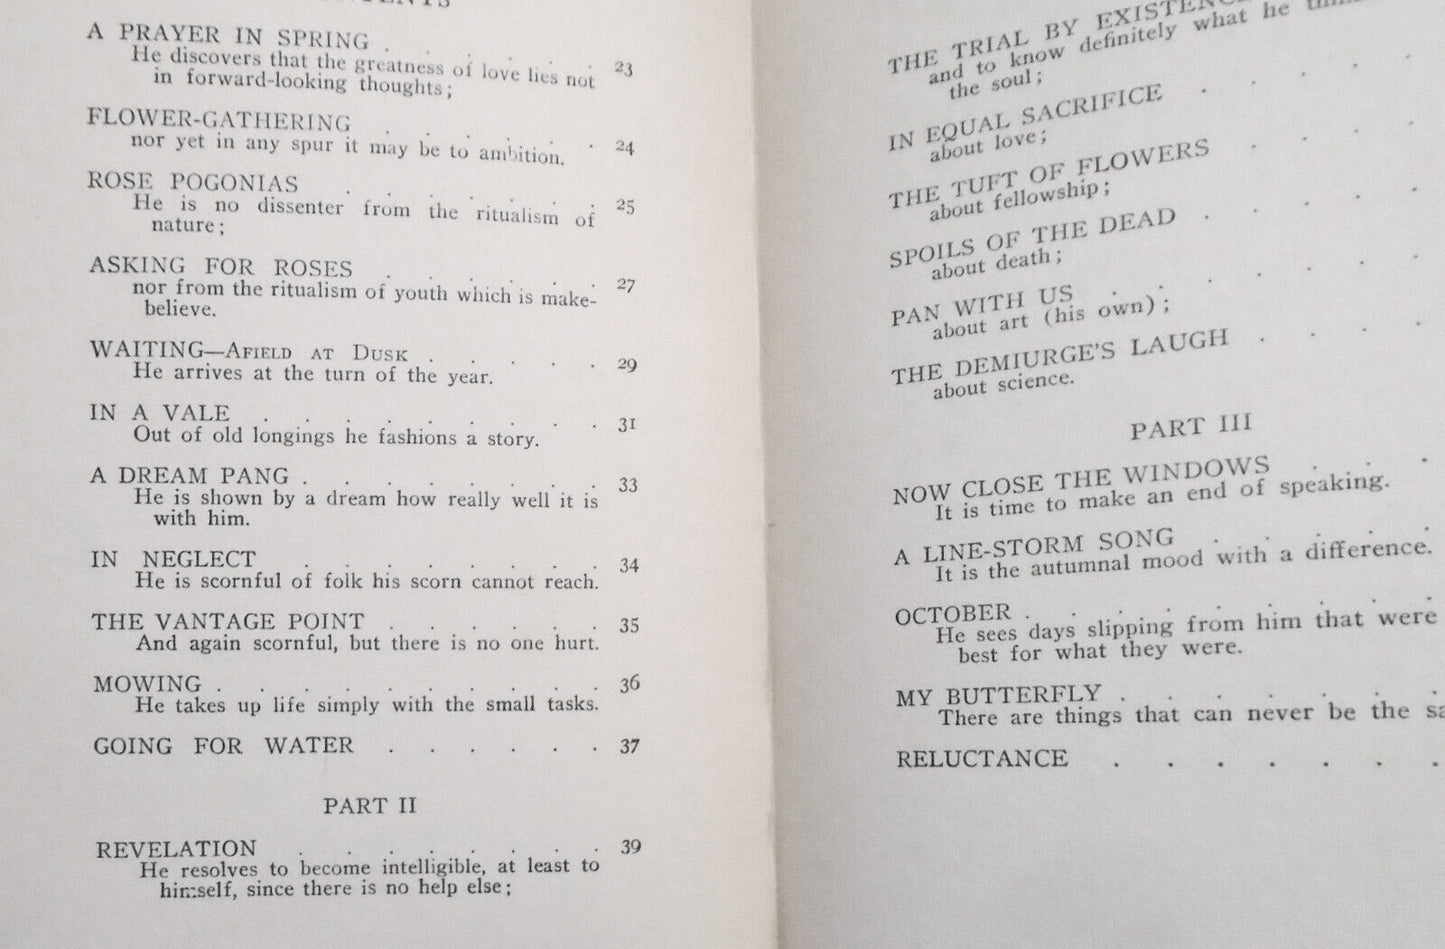 A PRAYER IN SPRING . . . . . . 23
He discovers that the greatness of love lies not
in forward-looking thoughts;
FLOWER-GATHERING . . . . . . 24
nor yet in any spur it may be to ambition.
ROSE POGONIAS . . . . . . . 25
He is no dissenter from the ritualism of
nature;
ASKING FOR ROSES . . . . . . 27
nor from the ritualism of youth which is make-
believe.
WAITING—AFIELD AT DUSK . . . . . 29
He arrives at the turn of the year.
IN A VALE . . . . . . . . . 31
Out of old longings he fashions a story.
A DREAM PANG . . . . . . . . 33
He is shown by a dream how really well it is
with him.
IN NEGLECT . . . . . . . . 34
He is scornful of folk his scorn cannot reach.
THE VANTAGE POINT . . . . . . 35
And again scornful, but there is no one hurt.
MOWING . . . . . . . . . . 36
He takes up life simply with the small tasks.
GOING FOR WATER . . . . . . 37
PART II
REVELATION . . . . . . . . 39
He resolves to become intelligible, at least to
himself, since there is no help else;
THE TRIAL BY
and to know definitely what he
the soul;
IN EQUAL SACRIFICE . . . . .
about love;
THE TUFT OF FLOWERS . . . .
about fellowship;
SPOILS OF THE DEAD . . . . .
about death;
PAN WITH US . . . . . . .
about art (his own);
THE DEMIURGE'S LAUGH . . . .
about science.
PART III
NOW CLOSE THE WINDOWS . . .
It is time to make an end of speaking.
A LINE-STORM SONG . . . . .
It is the autumnal mood with a difference.
OCTOBER . . . . . . . . .
He sees days slipping from him that were
best for what they were.
MY BUTTERFLY . . . . . . .
There are things that can never be the
RELUCTANCE . . . . . . .